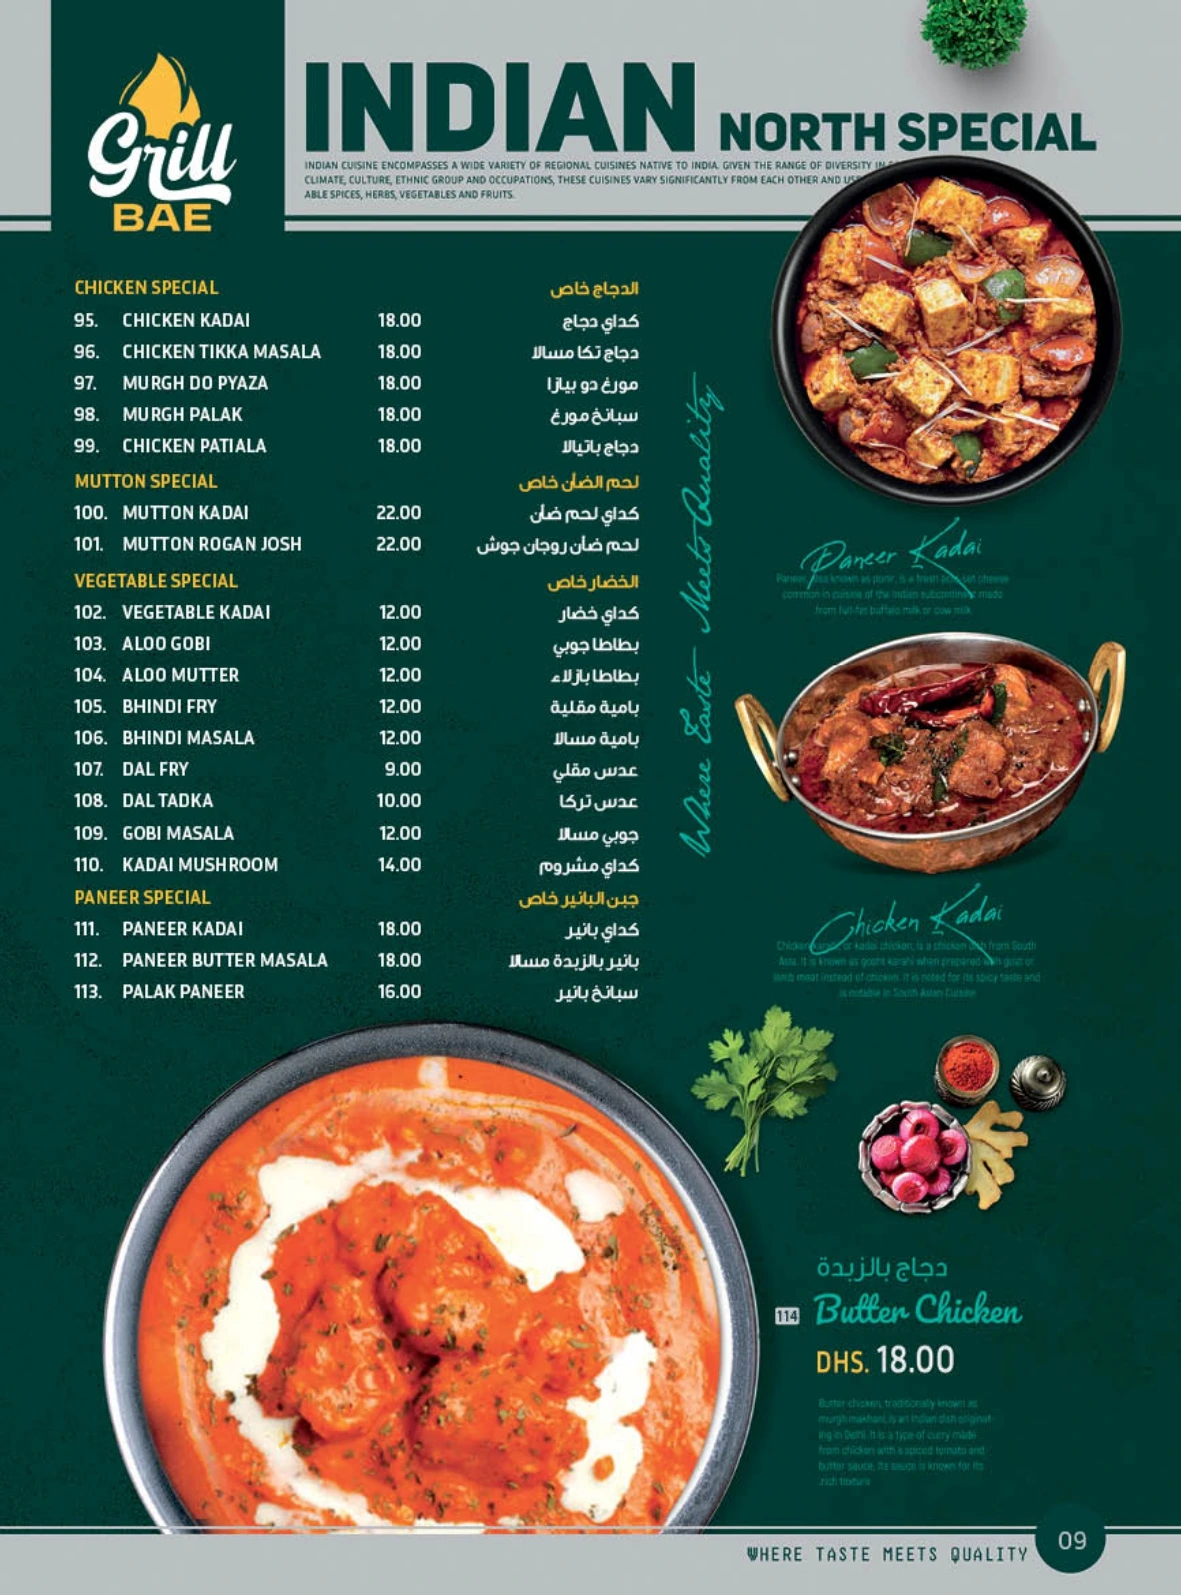 Grill
BAE
INDIAN NORTH SPECIAL
INDIAN CUISINE ENCOMPASSES A WIDE VARIETY OF REGIONAL CUISINES NATIVE TO INDIA. GIVEN THE RANGE OF DIVERSITY IN
CLIMATE, CULTURE, ETHNIC GROUP AND OCCUPATIONS, THESE CUISINES VARY SIGNIFICANTLY FROM EACH OTHER AND
ABLE SPICES, HERBS, VEGETABLES AND FRUITS.
CHICKEN SPECIAL الدجاج خاص
95. CHICKEN KADAI 18.00 كداي دجاج
96. CHICKEN TIKKA MASALA 18.00 دجاج تكا مسالا
97. MURGH DO PYAZA 18.00 مورغ دو بيازا
98. MURGH PALAK 18.00 سبانخ مورغ
99. CHICKEN PATIALA 18.00 دجاج باتيالا
MUTTON SPECIAL لحم الضأن خاص
100. MUTTON KADAI 22.00 كداي لحم ضأن
101. MUTTON ROGAN JOSH 22.00 لحم ضأن روجان جوش
VEGETABLE SPECIAL الخضار خاص
102. VEGETABLE KADAI 12.00 كداي خضار
103. ALOO GOBI 12.00 بطاطا جوبي
104. ALOO MUTTER 12.00 بطاطا بازلاء
105. BHINDI FRY 12.00 بامية مقلية
106. BHINDI MASALA 12.00 بامية مسالا
107. DAL FRY 9.00 عدس مقلي
108. DAL TADKA 10.00 عدس تركا
109. GOBI MASALA 12.00 جوبي مسالا
110. KADAI MUSHROOM 14.00 كداي مشروم
PANEER SPECIAL جبن البانير خاص
111. PANEER KADAI 18.00 كداي بانير
112. PANEER BUTTER MASALA 18.00 بانير بالزبدة مسالا
113. PALAK PANEER 16.00 سبانخ بانير
Where Taste Meets Quality
Paneer Kadai
Paneer, also known as ponir, is a fresh acid-set cheese
common in cuisine of the Indian subcontinent made
from full-fat buffalo milk or cow milk
Chicken Kadai
Chicken or kadai chicken, is a chicken dish from South
Asia. It is known as gosht karahi when prepared with goat or
lamb meat instead of chicken. It is noted for its spicy taste and
is notable in South Asian Cuisine
دجاج بالزبدة
114 Butter Chicken
DHS. 18.00
Butter chicken, traditionally known as
murgh makhani, is an Indian dish originat-
ing in Delhi. It is a type of curry made
from chicken with a spiced tomato and
butter sauce. Its sauce is known for its
rich texture
WHERE TASTE MEETS QUALITY
09